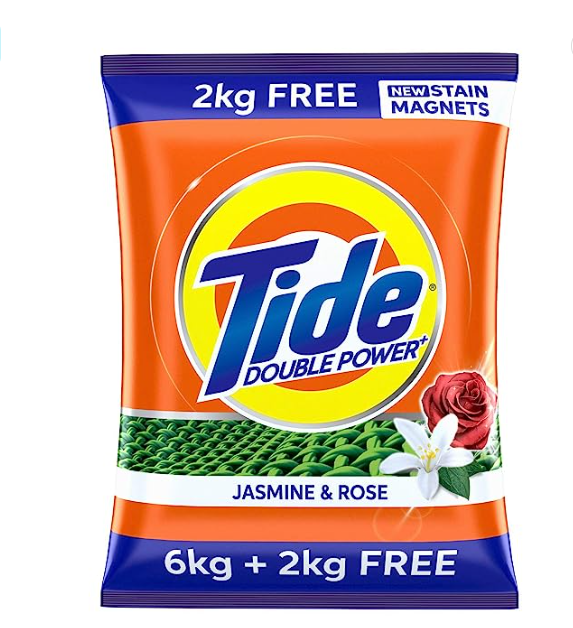 2kg FREE
NEW STAIN
MAGNETS
Tide®
DOUBLE POWER+
JASMINE & ROSE
6kg + 2kg FREE